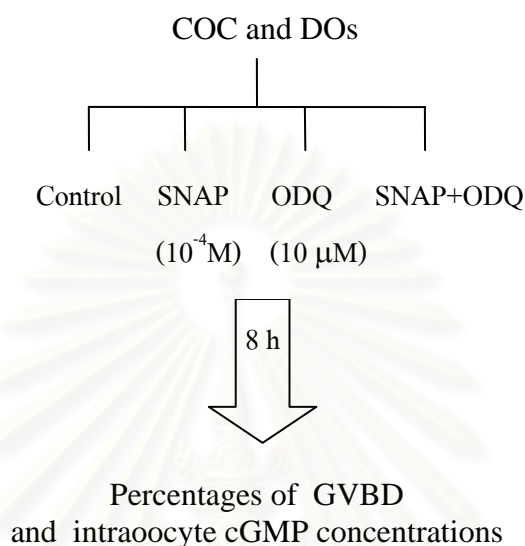 COC and DOs
Control SNAP ODQ SNAP+ODQ
(10⁻⁴M) (10 μM)
8 h
Percentages of GVBD
and intraoocyte cGMP concentrations